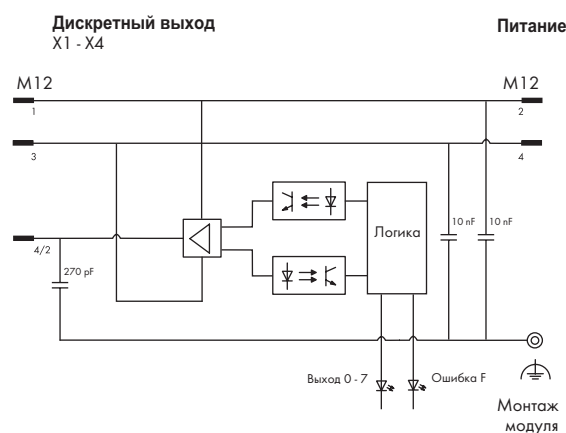 Дискретный выход
X1 - X4
Питание
M12
M12
1
2
3
4
4/2
270 pF
Логика
10 nF
10 nF
Выход 0 - 7
Ошибка F
Монтаж
модуля